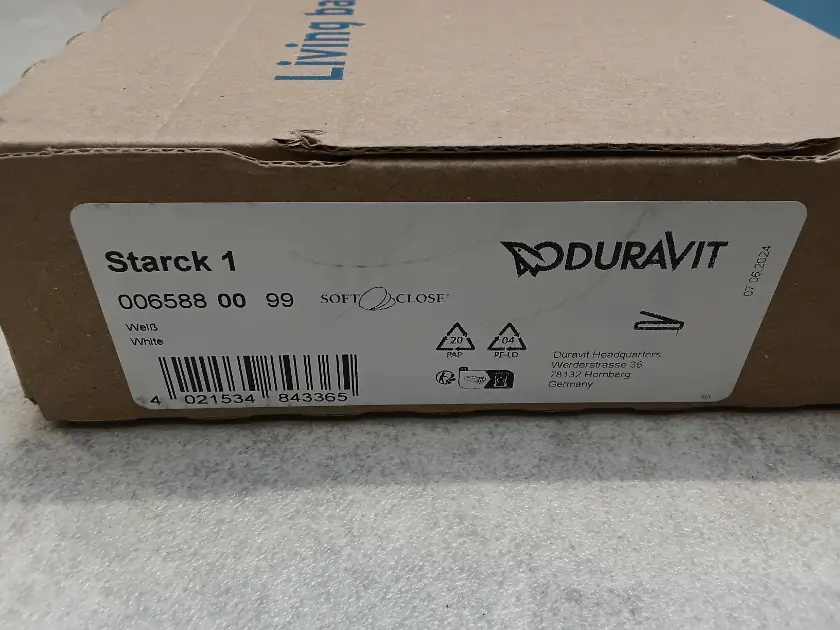 Living ba
Starck 1
DURAVIT
07.06.2024
006588 00 99
SOFT CLOSE
Weiß
White
20
PAP
04
PE-LD
Duravit Headquarters
Werderstrasse 36
78132 Hornberg
Germany
4 021534 843365